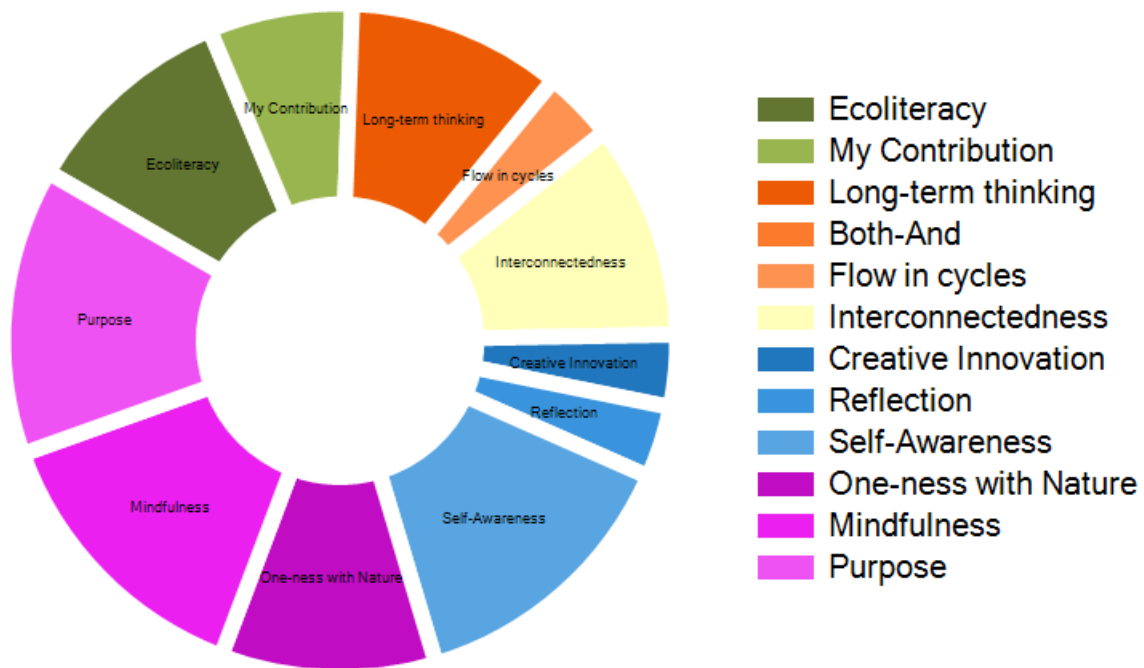 My Contribution
Long-term thinking
Ecoliteracy
Flow in cycles
Interconnectedness
Purpose
Creative Innovation
Reflection
Mindfulness
Self-Awareness
One-ness with Nature
Ecoliteracy
My Contribution
Long-term thinking
Both-And
Flow in cycles
Interconnectedness
Creative Innovation
Reflection
Self-Awareness
One-ness with Nature
Mindfulness
Purpose